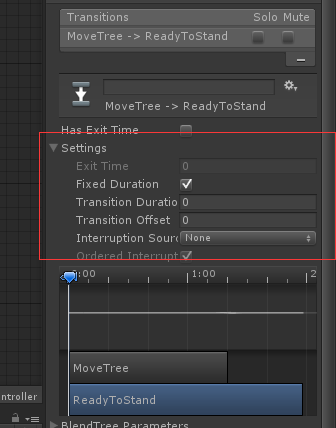 Transitions Solo Mute
MoveTree -> ReadyToStand
MoveTree -> ReadyToStand
Has Exit Time
Settings
Exit Time 0
Fixed Duration
Transition Duratio 0
Transition Offset 0
Interruption Sourc None
Ordered Interrupt
0:00 1:00 2
MoveTree
ReadyToStand
ntroller
BlendTree Parameters